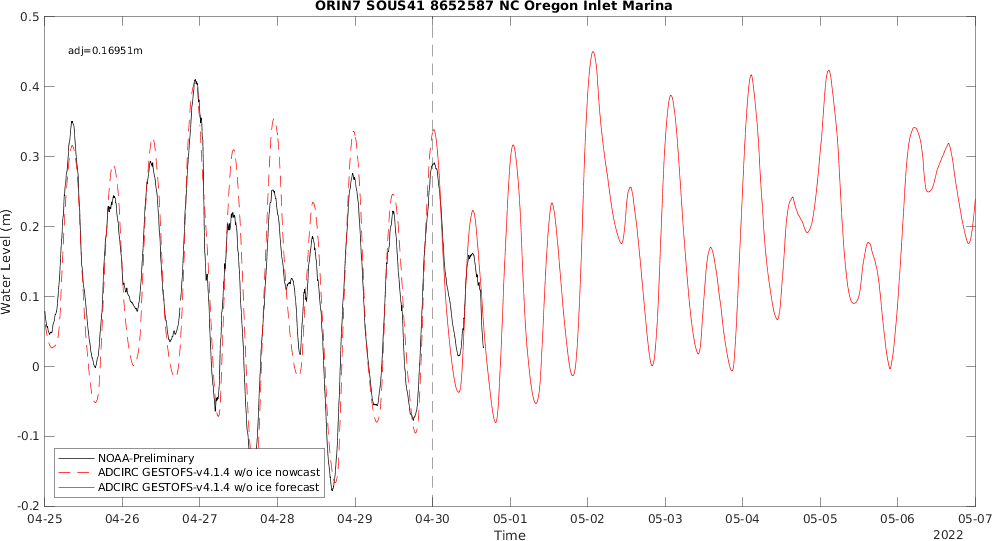 ORIN7 SOUS41 8652587 NC Oregon Inlet Marina
adj=0.16951m
Water Level (m)
0.5
0.4
0.3
0.2
0.1
0
-0.1
-0.2
NOAA-Preliminary
ADCIRC GESTOFS-v4.1.4 w/o ice nowcast
ADCIRC GESTOFS-v4.1.4 w/o ice forecast
04-25 04-26 04-27 04-28 04-29 04-30 05-01 05-02 05-03 05-04 05-05 05-06 05-07
Time
2022